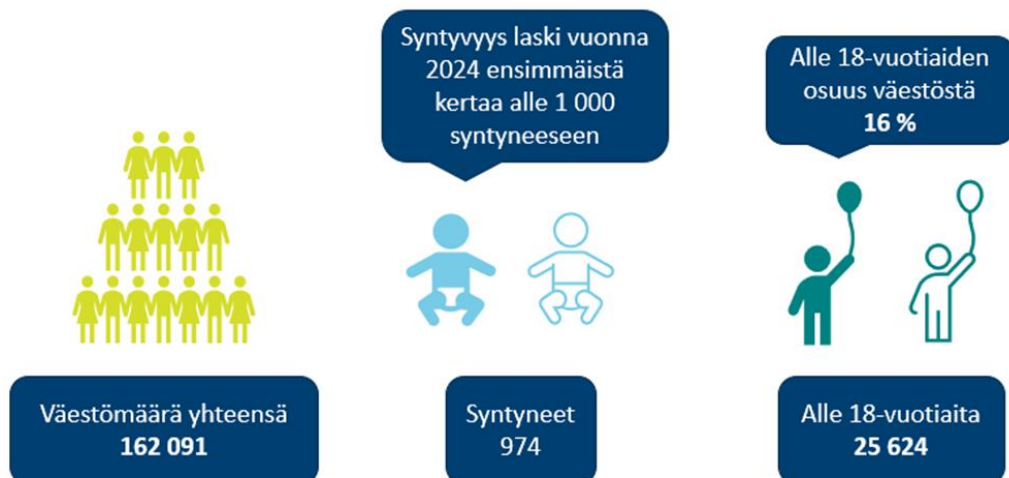 Syntyvyys laski vuonna
2024 ensimmäistä
kertaa alle 1 000
syntyneeseen
Alle 18-vuotiaiden
osuus väestöstä
16 %
Väestömäärä yhteensä
162 091
Syntyneet
974
Alle 18-vuotiaita
25 624